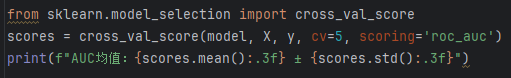 from sklearn.model_selection import cross_val_score
scores = cross_val_score(model, X, y, cv=5, scoring='roc_auc')
print(f"AUC均值: {scores.mean():.3f} ± {scores.std():.3f}")